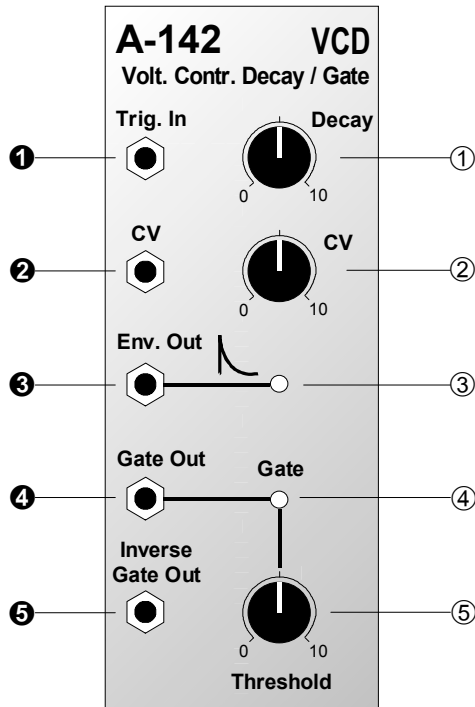 A-142 VCD
Volt. Contr. Decay / Gate
Trig. In Decay
❶ ①
0 10
CV CV
❷ ②
0 10
Env. Out
❸ ③
Gate Out Gate
❹ ④
Inverse
Gate Out
❺ ⑤
0 10
Threshold